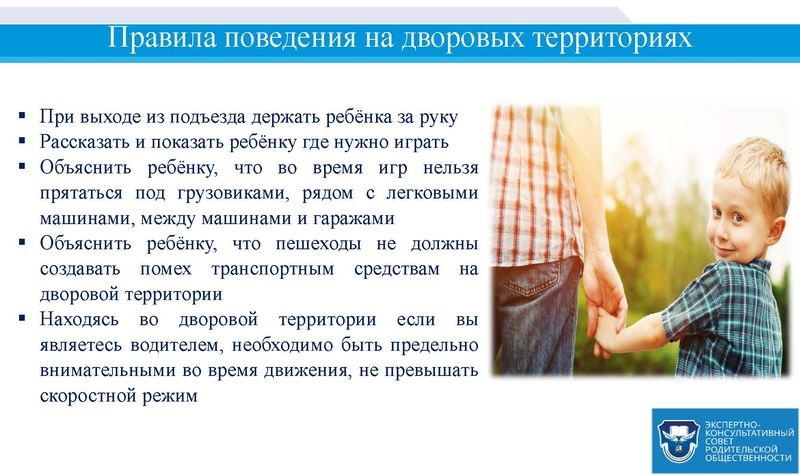 Правила поведения на дворовых территориях
▪ При выходе из подъезда держать ребёнка за руку
▪ Рассказать и показать ребёнку где нужно играть
▪ Объяснить ребёнку, что во время игр нельзя
прятаться под грузовиками, рядом с легковыми
машинами, между машинами и гаражами
▪ Объяснить ребёнку, что пешеходы не должны
создавать помех транспортным средствам на
дворовой территории
▪ Находясь во дворовой территории если вы
являетесь водителем, необходимо быть предельно
внимательными во время движения, не превышать
скоростной режим
ЭКСПЕРТНО-
КОНСУЛЬТАТИВНЫЙ
СОВЕТ
РОДИТЕЛЬСКОЙ
ОБЩЕСТВЕННОСТИ